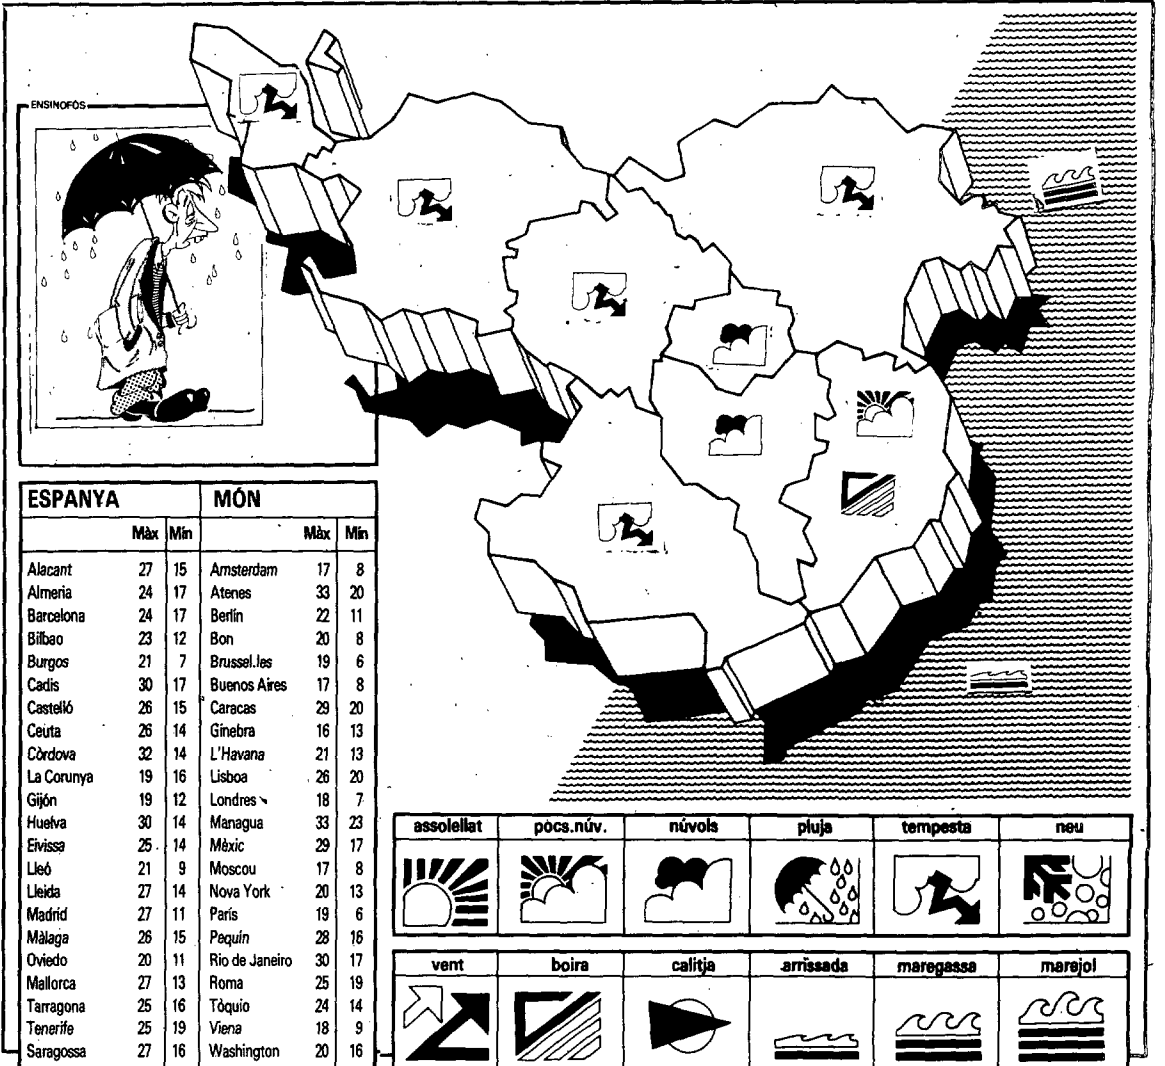 ENSINOFÓS
ESPANYA MÓN
Màx Mín Màx Mín
Alacant 27 15 Amsterdam 17 8
Almeria 24 17 Atenes 33 20
Barcelona 24 17 Berlín 22 11
Bilbao 23 12 Bon 20 8
Burgos 21 7 Brussel.les 19 6
Cadis 30 17 Buenos Aires 17 8
Castelló 26 15 Caracas 29 20
Ceuta 26 14 Ginebra 16 13
Còrdova 32 14 L'Havana 21 13
La Corunya 19 16 Lisboa 26 20
Gijón 19 12 Londres 18 7
Huelva 30 14 Managua 33 23
Eivissa 25 14 Mèxic 29 17
Lleó 21 9 Moscou 17 8
Lleida 27 14 Nova York 20 13
Madrid 27 11 París 19 6
Màlaga 26 15 Pequín 28 16
Oviedo 20 11 Rio de Janeiro 30 17
Mallorca 27 13 Roma 25 19
Tarragona 25 16 Tòquio 24 14
Tenerife 25 19 Viena 18 9
Saragossa 27 16 Washington 20 16
assolellat pocs.núv. núvols pluja tempesta neu
vent boira calitja arrissada maregassa marejol